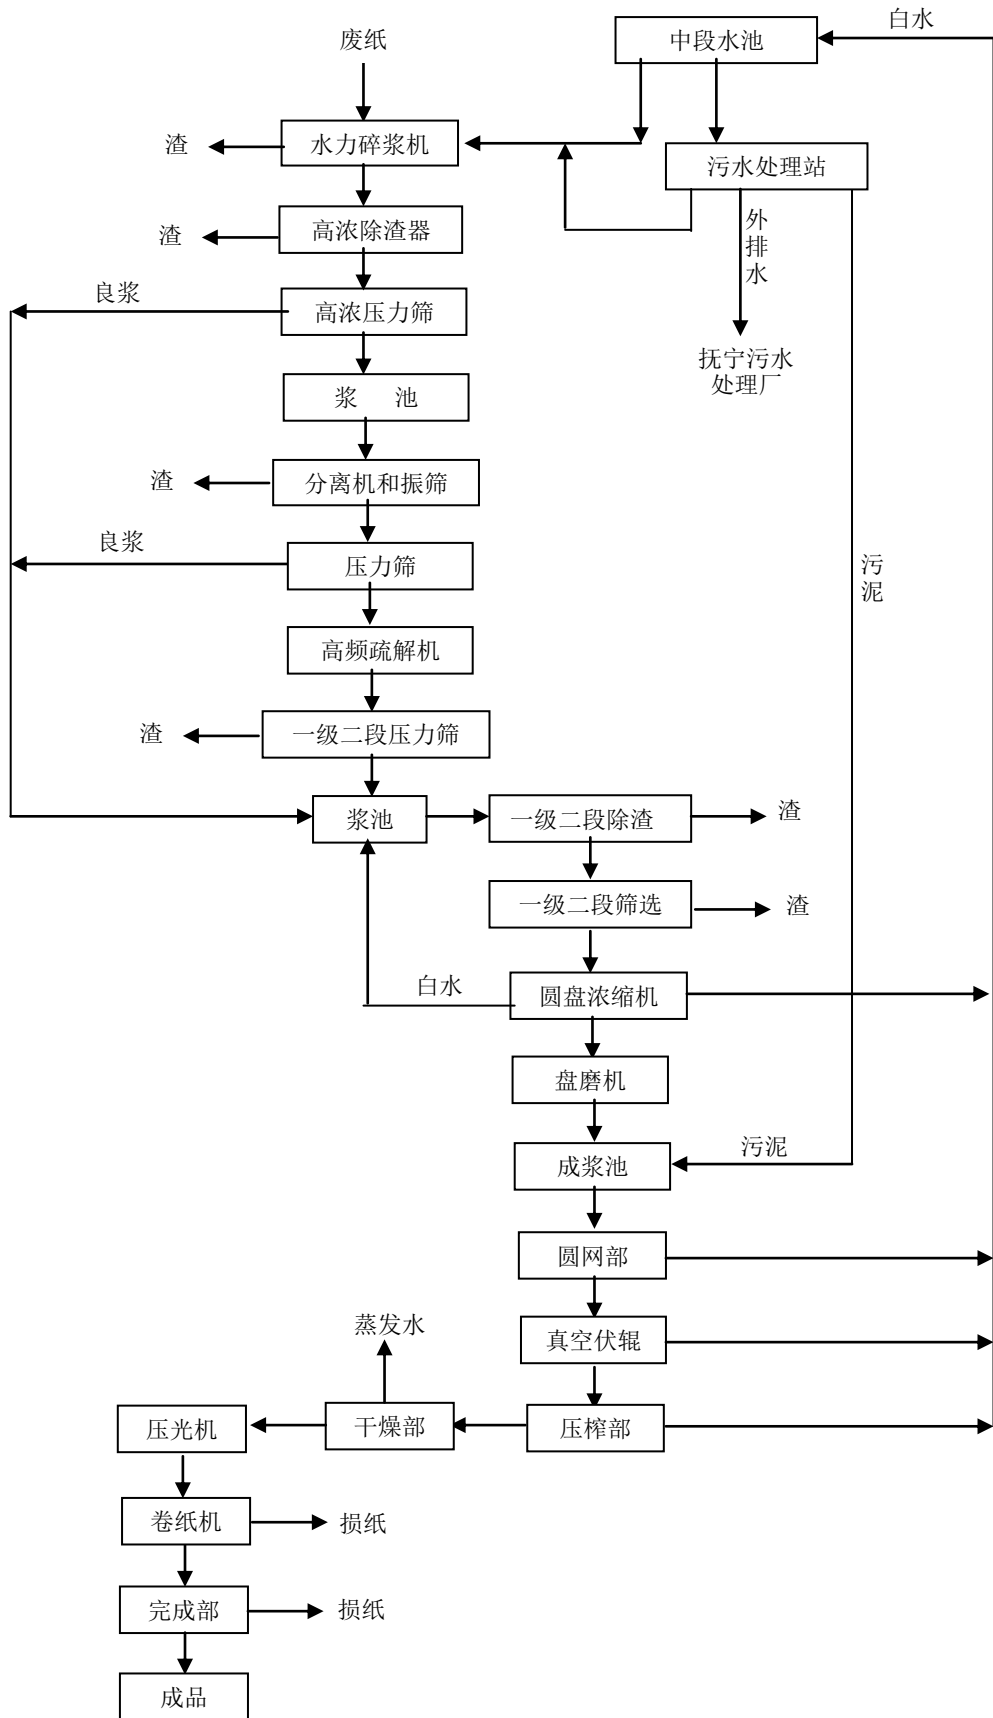 白水
中段水池
废纸
渣
水力碎浆机
污水处理站
渣
高浓除渣器
外
排
水
良浆
高浓压力筛
抚宁污水
处理厂
浆 池
渣
分离机和振筛
良浆
压力筛
污
泥
高频疏解机
渣
一级二段压力筛
浆池
一级二段除渣
渣
一级二段筛选
渣
白水
圆盘浓缩机
盘磨机
污泥
成浆池
圆网部
蒸发水
真空伏辊
压光机
干燥部
压榨部
卷纸机
损纸
完成部
损纸
成品